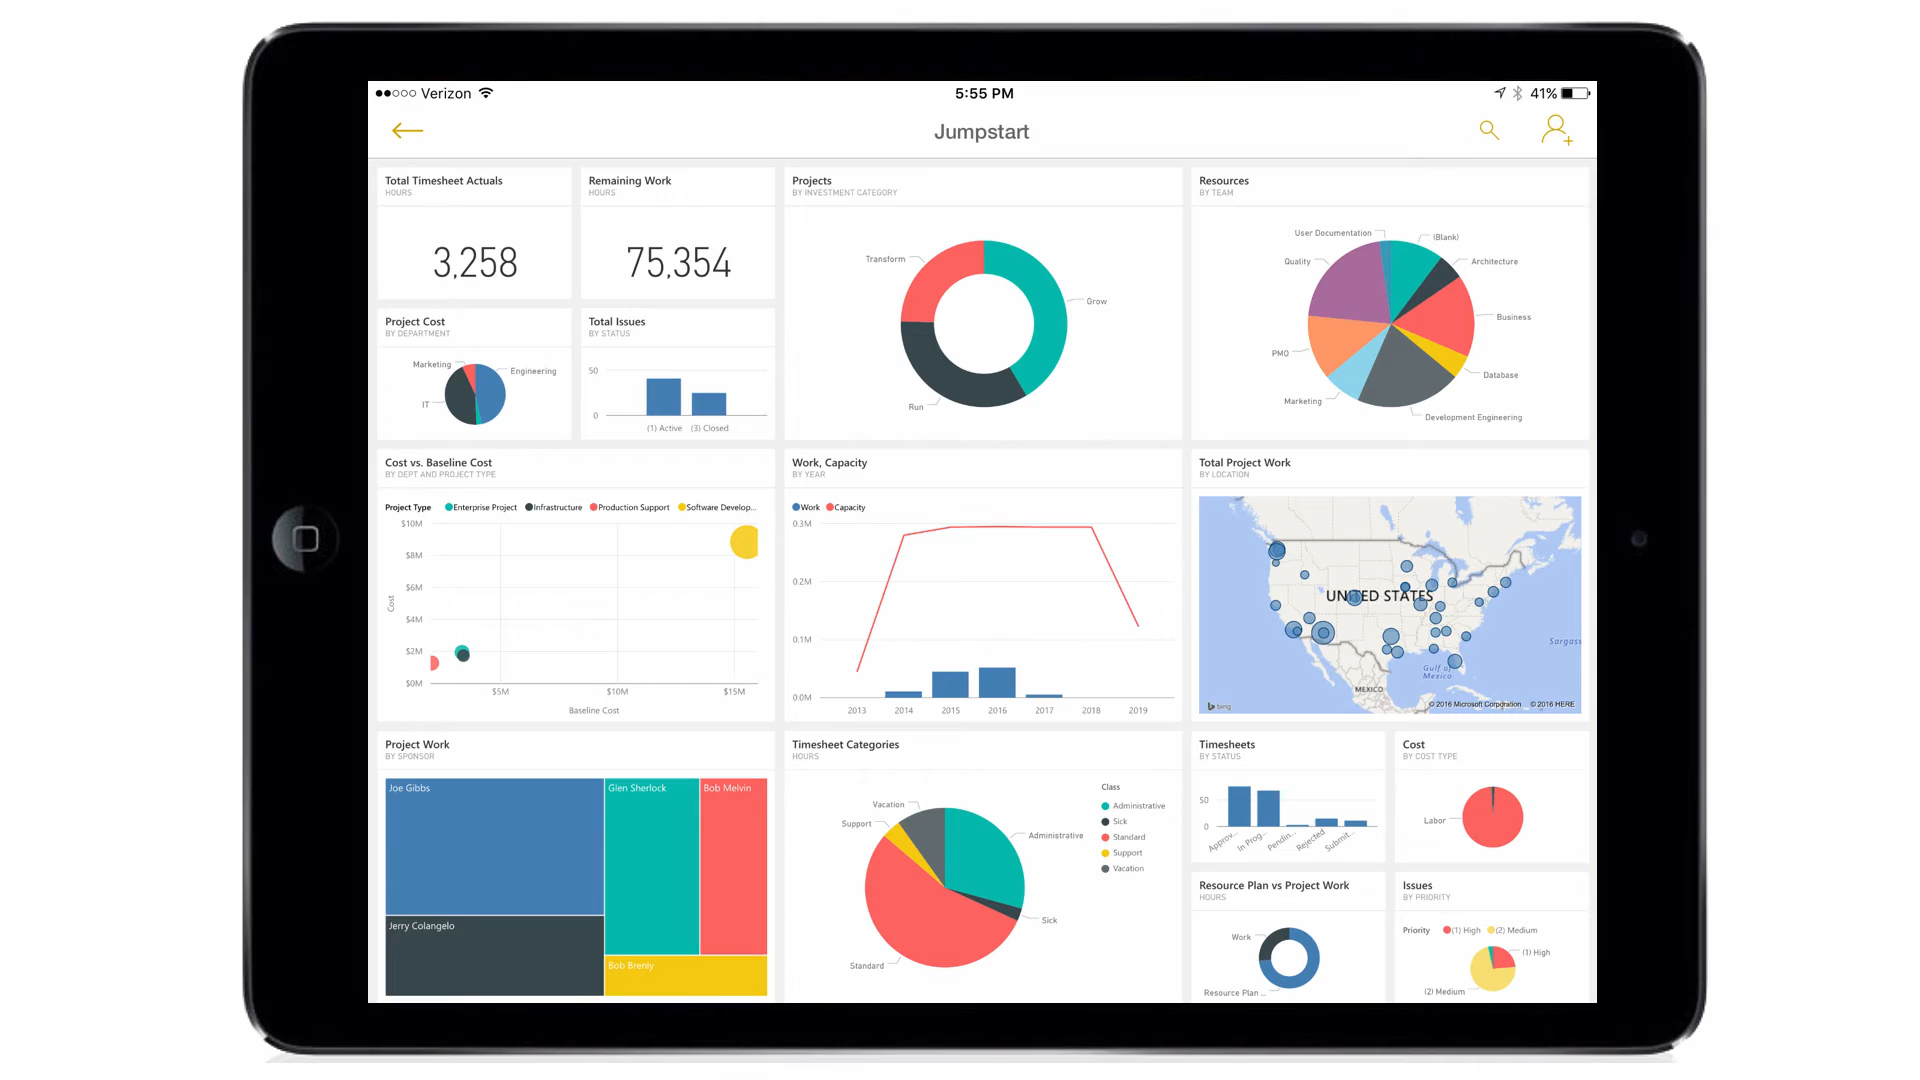 Verizon
5:55 PM
41%
Jumpstart
Total Timesheet Actuals
HOURS
3,258
Remaining Work
HOURS
75,354
Projects
BY INVESTMENT CATEGORY
Transform
Grow
Run
Resources
BY TEAM
User Documentation
(Blank)
Quality
Architecture
Business
PMO
Database
Marketing
Development Engineering
Project Cost
BY DEPARTMENT
Marketing
Engineering
IT
Total Issues
BY STATUS
50
0
(1) Active (3) Closed
Cost vs. Baseline Cost
BY DEPT AND PROJECT TYPE
Project Type Enterprise Project Infrastructure Production Support Software Develop...
$10M
$8M
$6M
Cost
$4M
$2M
$0M
$5M $10M $15M
Baseline Cost
Work, Capacity
BY YEAR
Work Capacity
0.3M
0.2M
0.1M
0.0M
2013 2014 2015 2016 2017 2018 2019
Total Project Work
BY LOCATION
UNITED STATES
Sargass
Gulf of
Mexico
MEXICO
bing
© 2016 Microsoft Corporation © 2016 HERE
Project Work
BY SPONSOR
Joe Gibbs
Glen Sherlock
Bob Melvin
Jerry Colangelo
Bob Brenly
Timesheet Categories
HOURS
Vacation
Support
Administrative
Sick
Standard
Class
Administrative
Sick
Standard
Support
Vacation
Timesheets
BY STATUS
50
0
Approv... In Prog... Pendin... Rejected Submit...
Cost
BY COST TYPE
Labor
Resource Plan vs Project Work
HOURS
Work
Resource Plan ...
Issues
BY PRIORITY
Priority (1) High (2) Medium
(1) High
(2) Medium